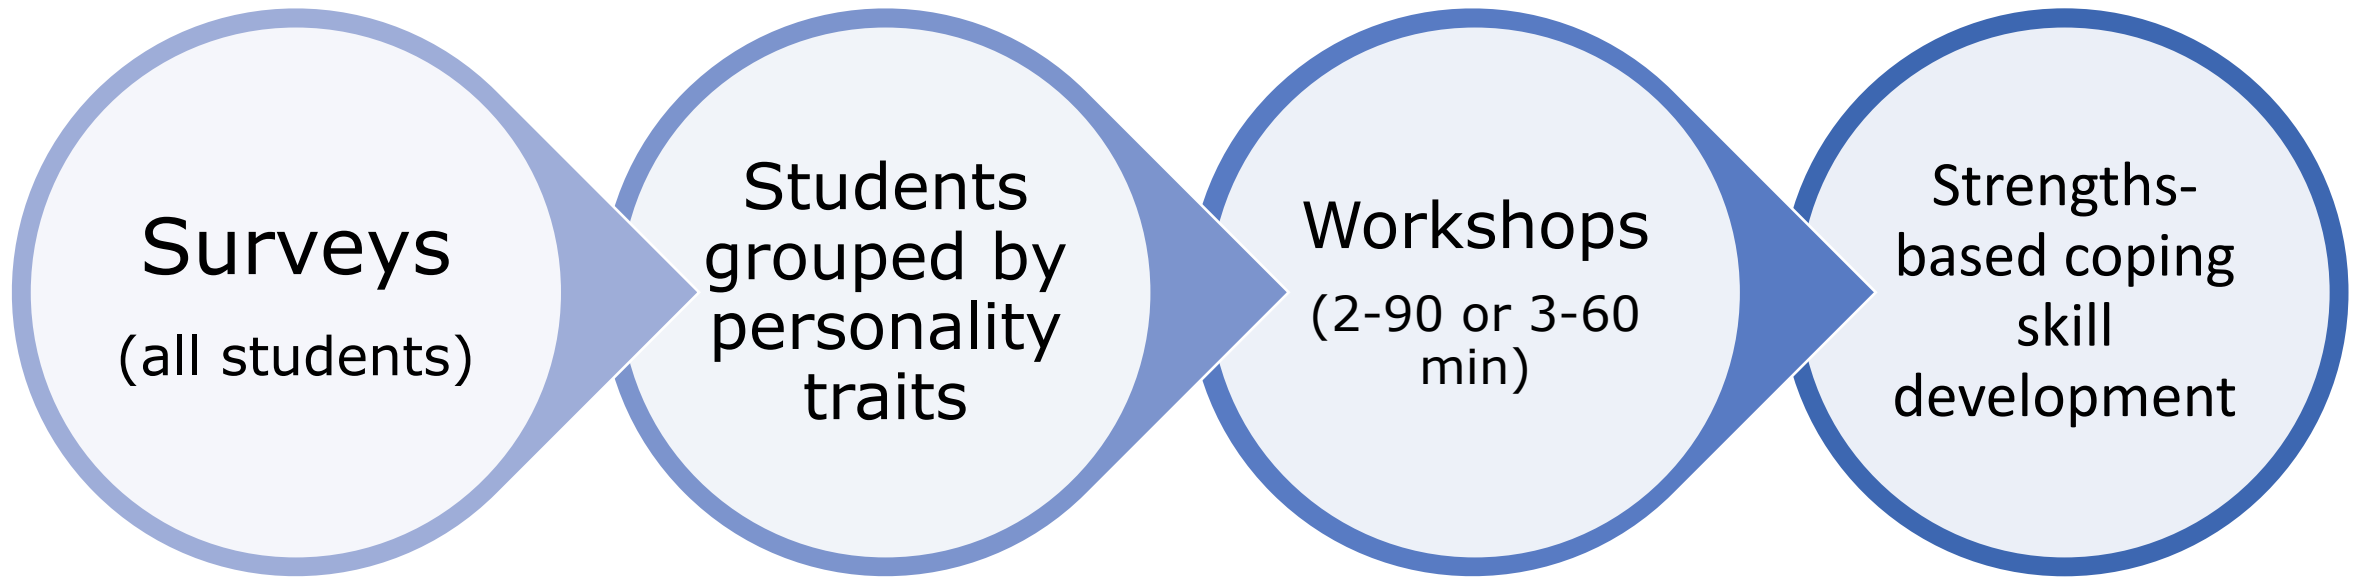 Surveys
(all students)
Students
grouped by
personality
traits
Workshops
(2-90 or 3-60
min)
Strengths-
based coping
skill
development